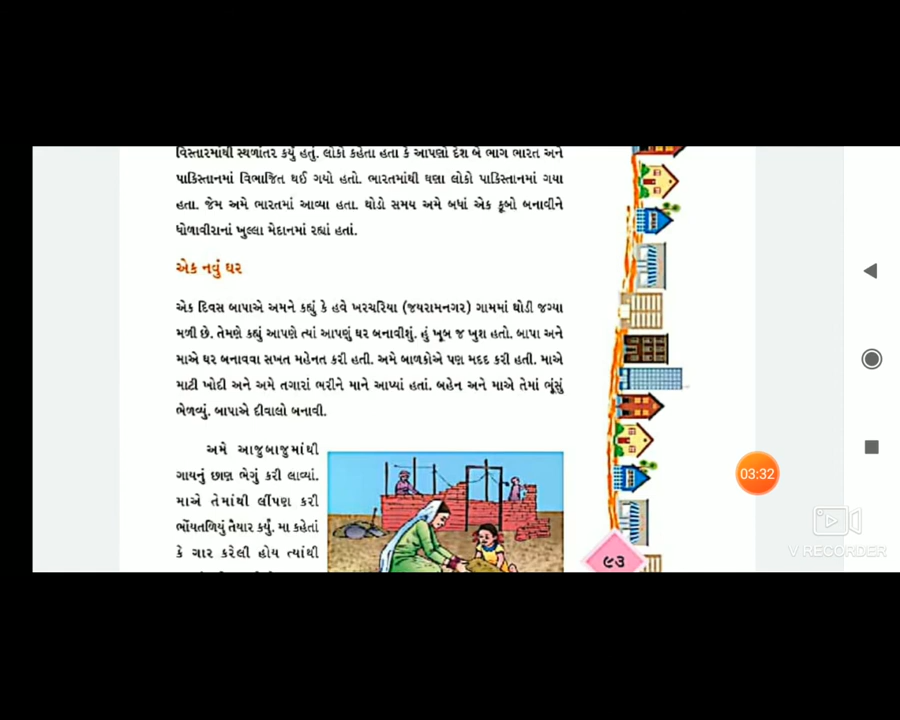 વિસ્તારમાંથી સ્થળાંતર કર્યું હતું. લોકો કહેતા હતા કે આપણો દેશ બે ભાગ ભારત અને
પાકિસ્તાનમાં વિભાજિત થઈ ગયો હતો. ભારતમાંથી ઘણા લોકો પાકિસ્તાનમાં ગયા
હતા. જેમ અમે ભારતમાં આવ્યા હતા. થોડો સમય અમે બધાં એક કૂબો બનાવીને
ધોળાવીરાનાં ખુલ્લા મેદાનમાં રહ્યાં હતાં.
એક નવું ઘર
એક દિવસ બાપાએ અમને કહ્યું કે હવે ખરચરિયા (જયરામનગર) ગામમાં થોડી જગ્યા
મળી છે. તેમણે કહ્યું આપણે ત્યાં આપણું ઘર બનાવીશું. હું ખૂબ જ ખુશ હતો. બાપા અને
માએ ઘર બનાવવા સખત મહેનત કરી હતી. અમે બાળકોએ પણ મદદ કરી હતી. માએ
માટી ખોદી અને અમે તગારાં ભરીને માને આપ્યાં હતાં. બહેન અને માએ તેમાં ભૂંસું
ભેળવ્યું. બાપાએ દીવાલો બનાવી.
અમે આજુબાજુમાંથી
ગાયનું છાણ ભેગું કરી લાવ્યાં.
માએ તેમાંથી લીંપણ કરી
ભોંયતળિયું તૈયાર કર્યું. મા કહેતાં
કે ગાર કરેલી હોય ત્યાંથી
૯૩
03:32
V RECORDER